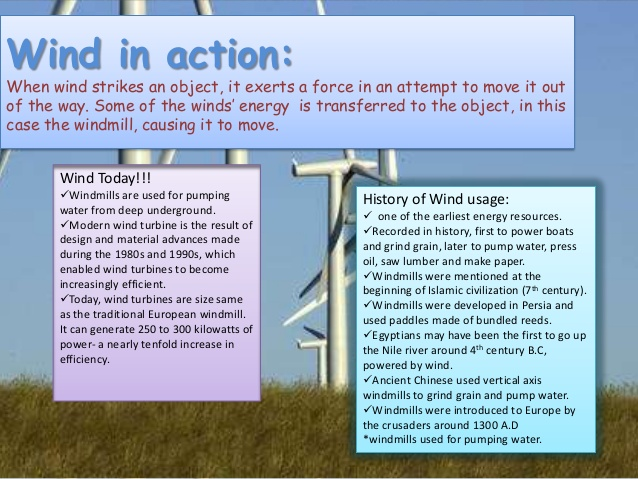 Wind in action:
When wind strikes an object, it exerts a force in an attempt to move it out
of the way. Some of the winds’ energy  is transferred to the object, in this
case the windmill, causing it to move.
Wind Today!!!
✓Windmills are used for pumping
water from deep underground.
✓Modern wind turbine is the result of
design and material advances made
during the 1980s and 1990s, which
enabled wind turbines to become
increasingly efficient.
✓Today, wind turbines are size same
as the traditional European windmill.
It can generate 250 to 300 kilowatts of
power- a nearly tenfold increase in
efficiency.
History of Wind usage:
✓ one of the earliest energy resources.
✓Recorded in history, first to power boats
and grind grain, later to pump water, press
oil, saw lumber and make paper.
✓Windmills were mentioned at the
beginning of Islamic civilization (7th century).
✓Windmills were developed in Persia and
used paddles made of bundled reeds.
✓Egyptians may have been the first to go up
the Nile river around 4th century B.C,
powered by wind.
✓Ancient Chinese used vertical axis
windmills to grind grain and pump water.
✓Windmills were introduced to Europe by
the crusaders around 1300 A.D
*windmills used for pumping water.